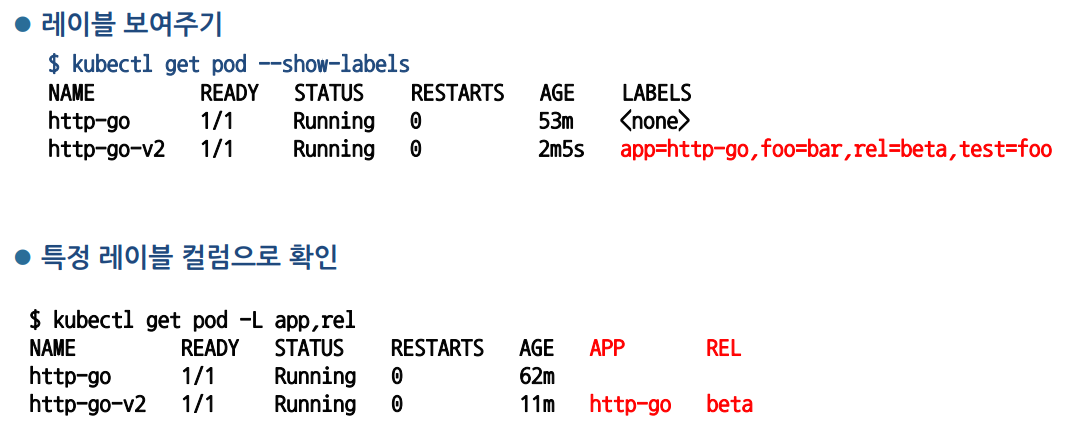 ● 레이블 보여주기
$ kubectl get pod --show-labels
NAME READY STATUS RESTARTS AGE LABELS
http-go 1/1 Running 0 53m <none>
http-go-v2 1/1 Running 0 2m5s app=http-go,foo=bar,rel=beta,test=foo
● 특정 레이블 컬럼으로 확인
$ kubectl get pod -L app,rel
NAME READY STATUS RESTARTS AGE APP REL
http-go 1/1 Running 0 62m
http-go-v2 1/1 Running 0 11m http-go beta